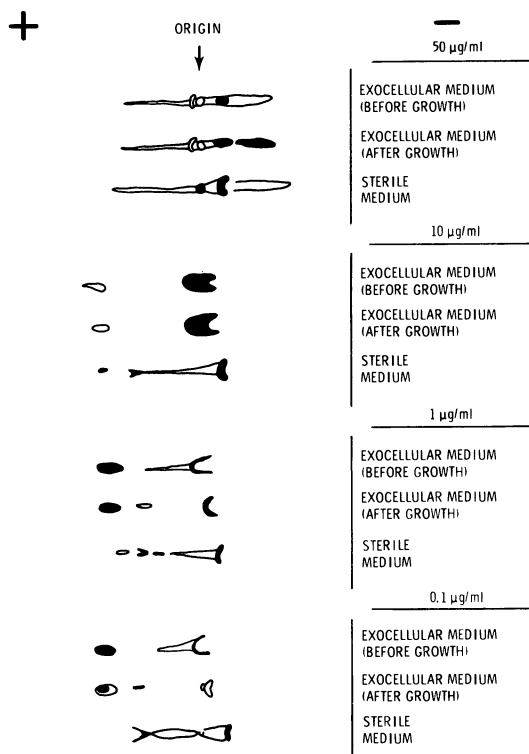 +
ORIGIN
−
50 µg/ml
EXOCELLULAR MEDIUM
(BEFORE GROWTH)
EXOCELLULAR MEDIUM
(AFTER GROWTH)
STERILE
MEDIUM
10 µg/ml
EXOCELLULAR MEDIUM
(BEFORE GROWTH)
EXOCELLULAR MEDIUM
(AFTER GROWTH)
STERILE
MEDIUM
1 µg/ml
EXOCELLULAR MEDIUM
(BEFORE GROWTH)
EXOCELLULAR MEDIUM
(AFTER GROWTH)
STERILE
MEDIUM
0.1 µg/ml
EXOCELLULAR MEDIUM
(BEFORE GROWTH)
EXOCELLULAR MEDIUM
(AFTER GROWTH)
STERILE
MEDIUM